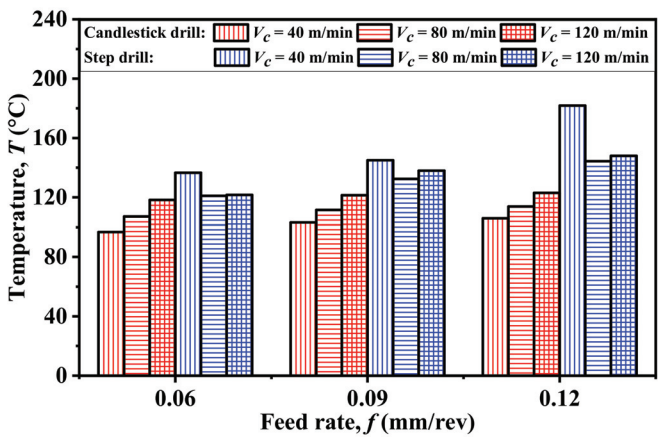 Candlestick drill: Vc = 40 m/min Vc = 80 m/min Vc = 120 m/min
Step drill: Vc = 40 m/min Vc = 80 m/min Vc = 120 m/min
Temperature, T (°C)
240
200
160
120
80
40
0
0.06 0.09 0.12
Feed rate, f (mm/rev)